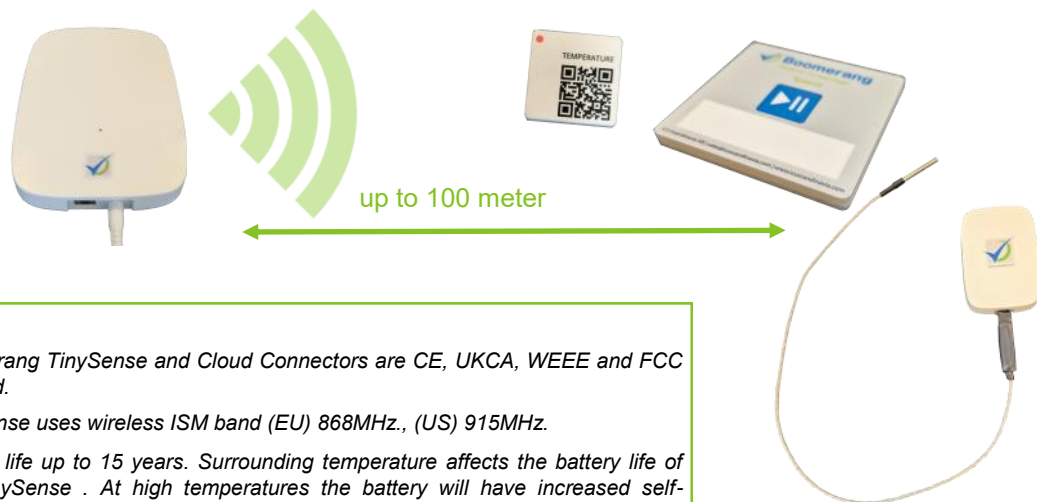 TEMPERATURE
Boomerang
up to 100 meter
rang TinySense and Cloud Connectors are CE, UKCA, WEEE and FCC
d.
nse uses wireless ISM band (EU) 868MHz., (US) 915MHz.
life up to 15 years. Surrounding temperature affects the battery life of
ySense . At high temperatures the battery will have increased self-